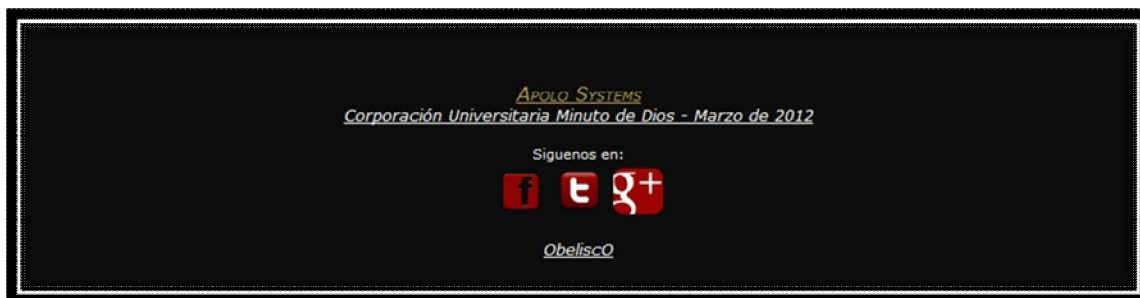 Apolo Systems
Corporación Universitaria Minuto de Dios - Marzo de 2012
Siguenos en:
f t g+
ObeliscO